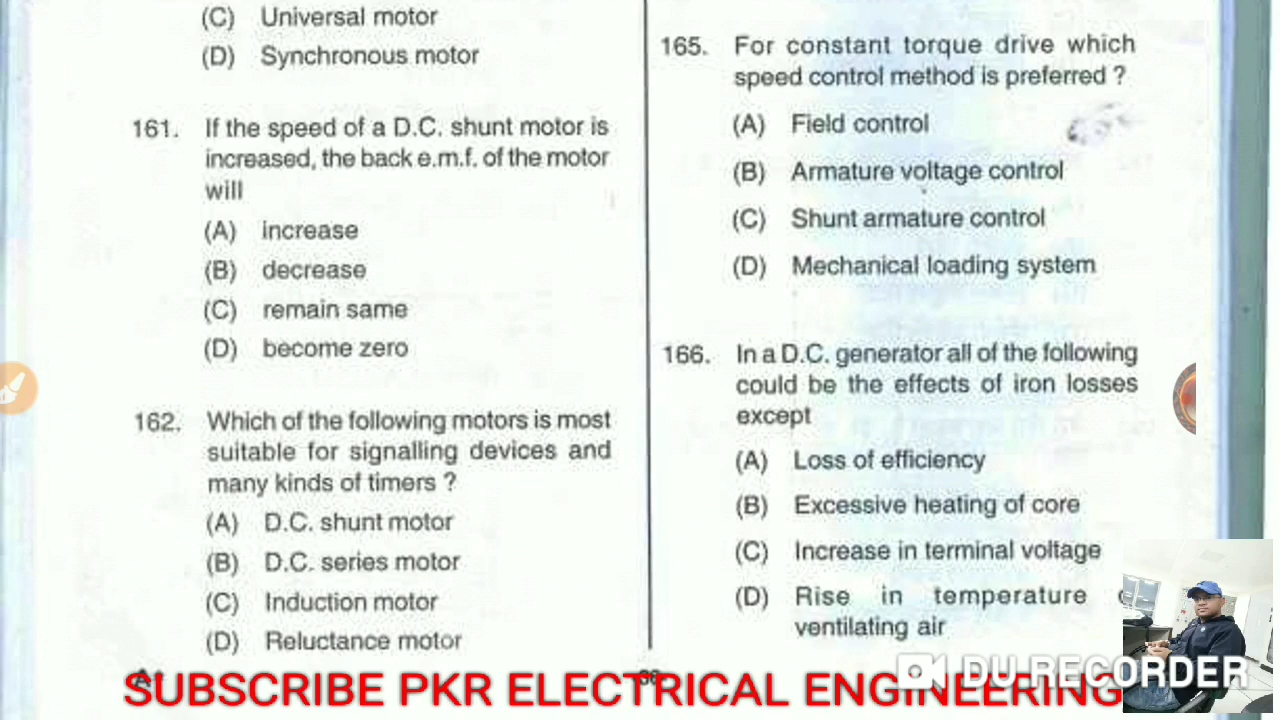 (C) Universal motor
(D) Synchronous motor
161. If the speed of a D.C. shunt motor is
increased, the back e.m.f. of the motor
will
(A) increase
(B) decrease
(C) remain same
(D) become zero
162. Which of the following motors is most
suitable for signalling devices and
many kinds of timers ?
(A) D.C. shunt motor
(B) D.C. series motor
(C) Induction motor
(D) Reluctance motor
165. For constant torque drive which
speed control method is preferred ?
(A) Field control
(B) Armature voltage control
(C) Shunt armature control
(D) Mechanical loading system
166. In a D.C. generator all of the following
could be the effects of iron losses
except
(A) Loss of efficiency
(B) Excessive heating of core
(C) Increase in terminal voltage
(D) Rise in temperature
ventilating air
SUBSCRIBE PKR ELECTRICAL ENGINEERING
DU RECORDER